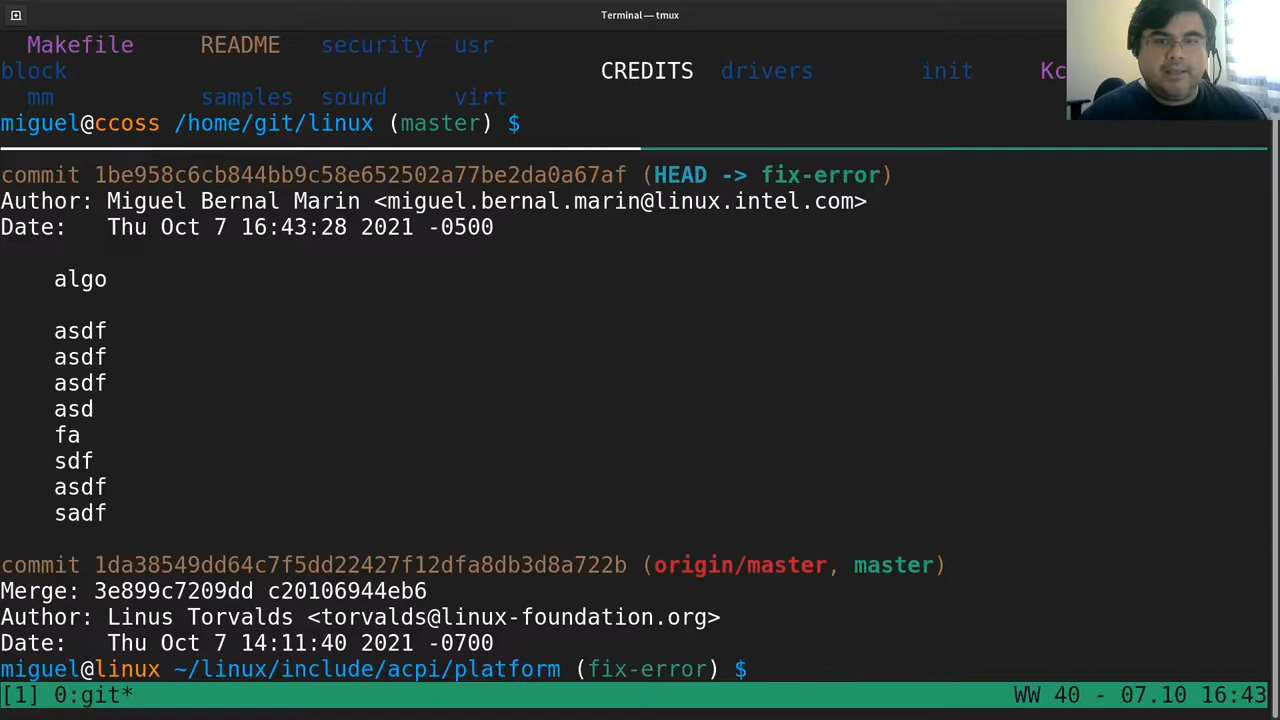 Terminal — tmux
Makefile README security usr
block CREDITS drivers init Kc
mm samples sound virt
miguel@ccoss /home/git/linux (master) $
commit 1be958c6cb844bb9c58e652502a77be2da0a67af (HEAD -> fix-error)
Author: Miguel Bernal Marin <miguel.bernal.marin@linux.intel.com>
Date: Thu Oct 7 16:43:28 2021 -0500
algo
asdf
asdf
asdf
asd
fa
sdf
asdf
sadf
commit 1da38549dd64c7f5dd22427f12dfa8db3d8a722b (origin/master, master)
Merge: 3e899c7209dd c20106944eb6
Author: Linus Torvalds <torvalds@linux-foundation.org>
Date: Thu Oct 7 14:11:40 2021 -0700
miguel@linux ~/linux/include/acpi/platform (fix-error) $
[1] 0:git* WW 40 - 07.10 16:43